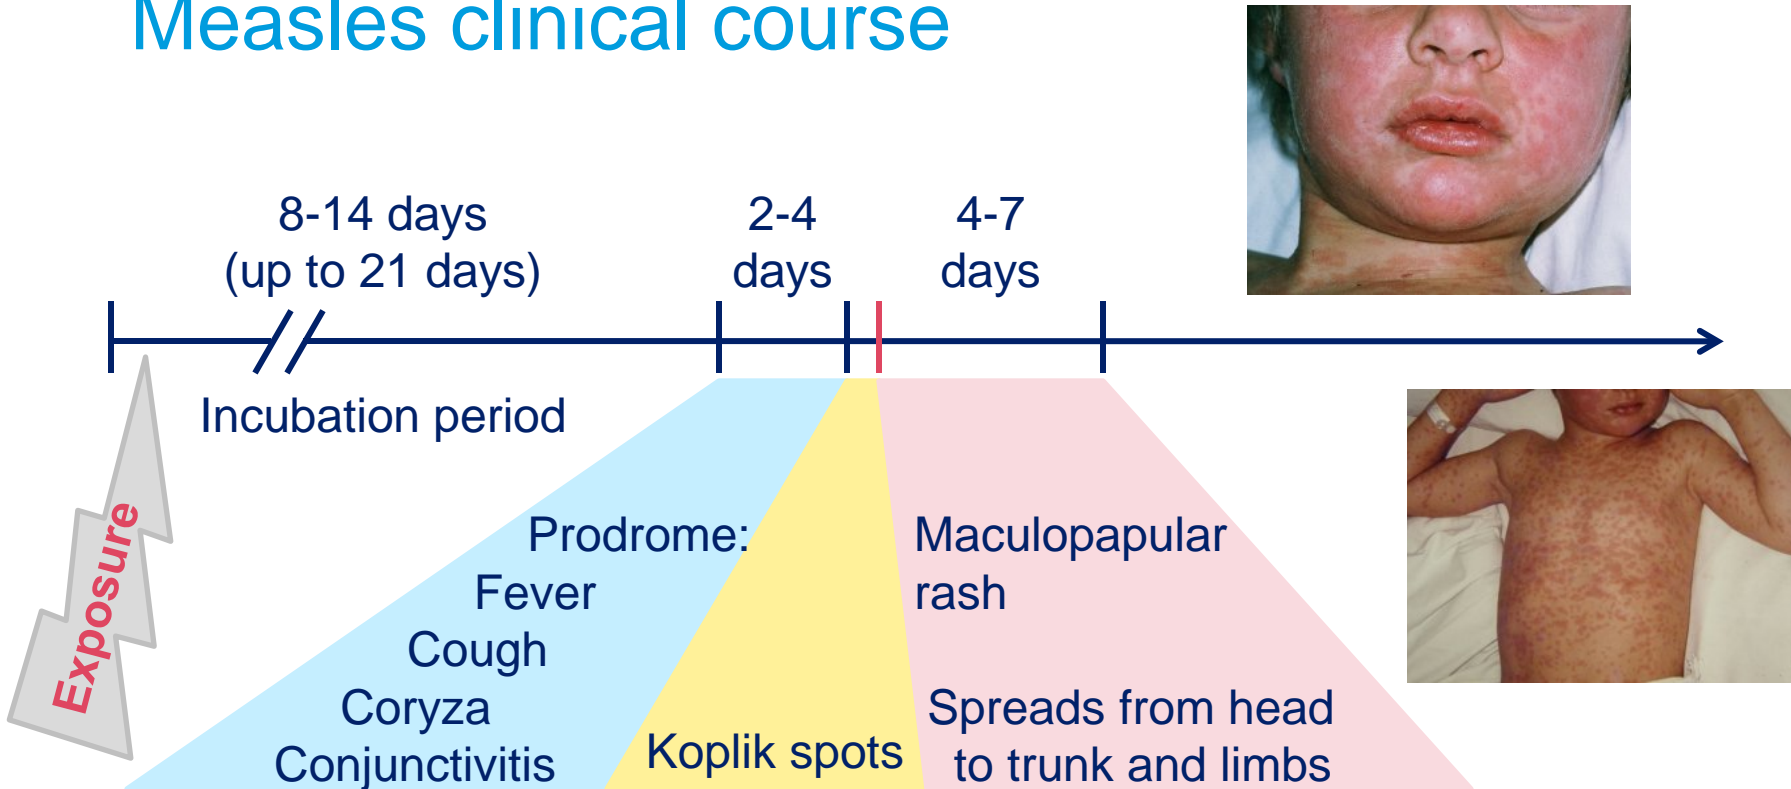 Measles clinical course
8-14 days
(up to 21 days)
2-4
days
4-7
days
Incubation period
Exposure
Prodrome:
Fever
Cough
Coryza
Conjunctivitis
Koplik spots
Maculopapular
rash
Spreads from head
to trunk and limbs